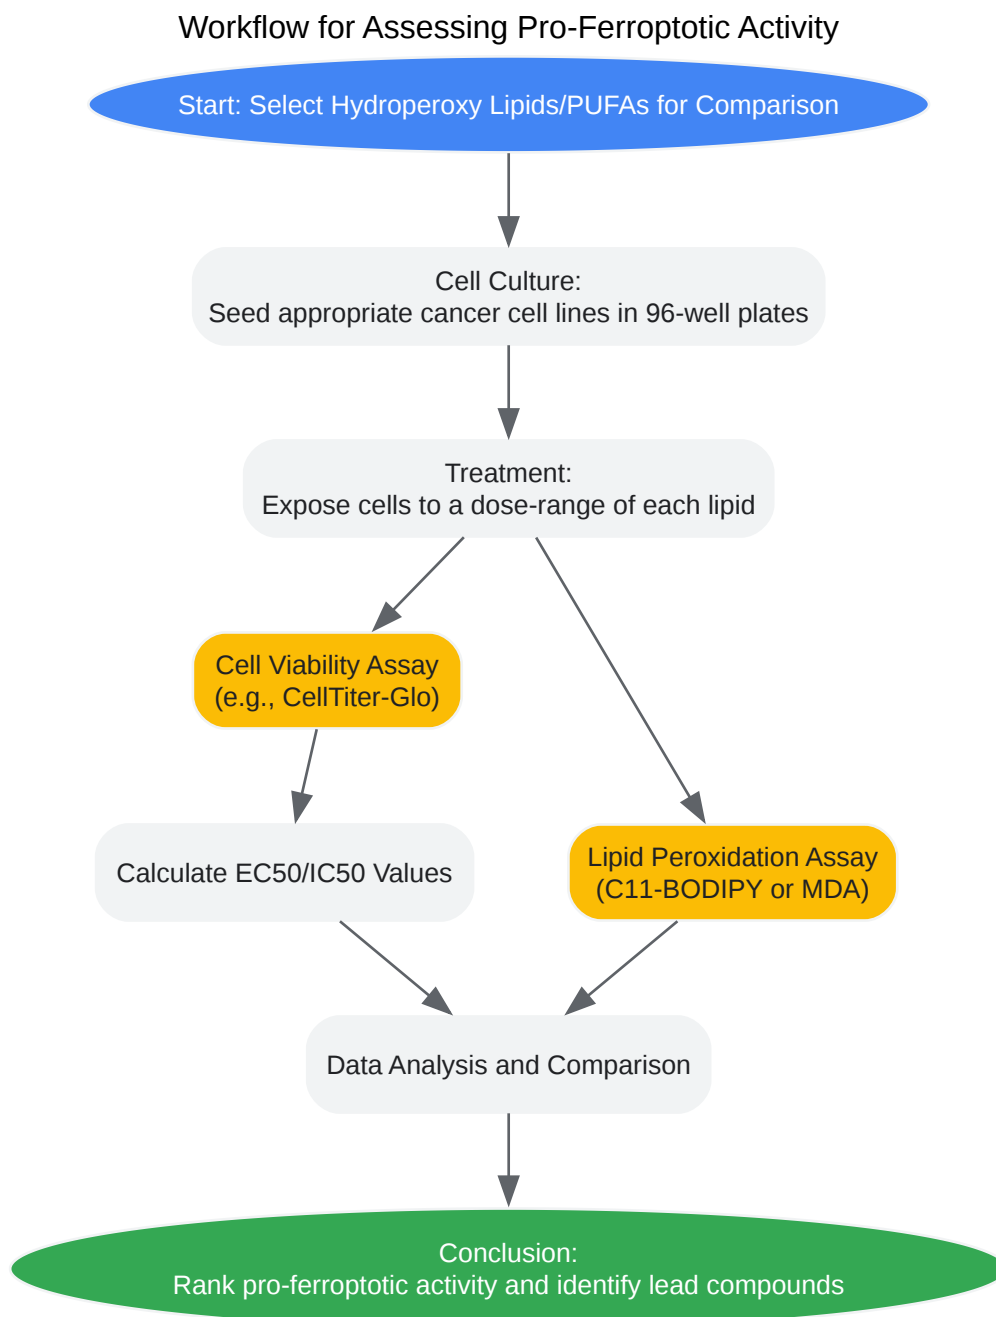 Workflow for Assessing Pro-Ferroptotic Activity
Start: Select Hydroperoxy Lipids/PUFAs for Comparison
Cell Culture:
Seed appropriate cancer cell lines in 96-well plates
Treatment:
Expose cells to a dose-range of each lipid
Cell Viability Assay
(e.g., CellTiter-Glo)
Calculate EC50/IC50 Values
Lipid Peroxidation Assay
(C11-BODIPY or MDA)
Data Analysis and Comparison
Conclusion:
Rank pro-ferroptotic activity and identify lead compounds